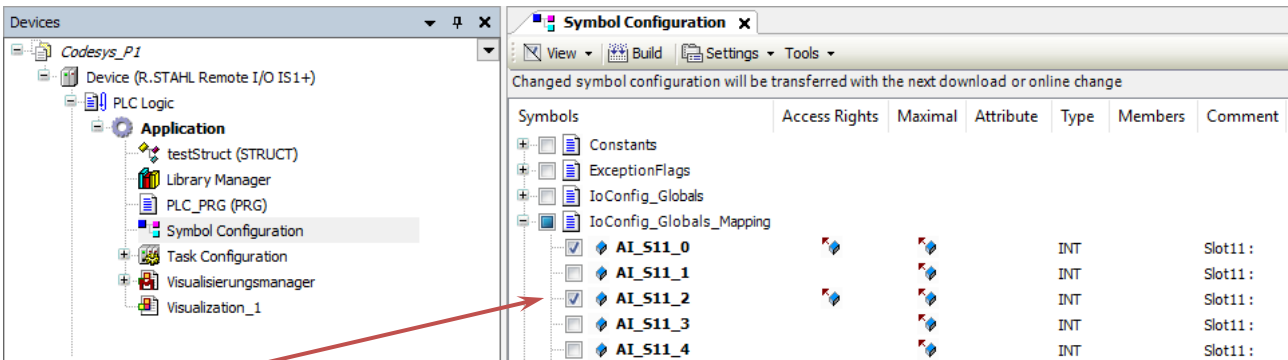 Devices
Codesys_P1
Device (R.STAHL Remote I/O IS1+)
PLC Logic
Application
testStruct (STRUCT)
Library Manager
PLC_PRG (PRG)
Symbol Configuration
Task Configuration
Visualisierungsmanager
Visualization_1
Symbol Configuration
View Build Settings Tools
Changed symbol configuration will be transferred with the next download or online change
Symbols Access Rights Maximal Attribute Type Members Comment
Constants
ExceptionFlags
IoConfig_Globals
IoConfig_Globals_Mapping
AI_S11_0 INT Slot11 :
AI_S11_1 INT Slot11 :
AI_S11_2 INT Slot11 :
AI_S11_3 INT Slot11 :
AI_S11_4 INT Slot11 :